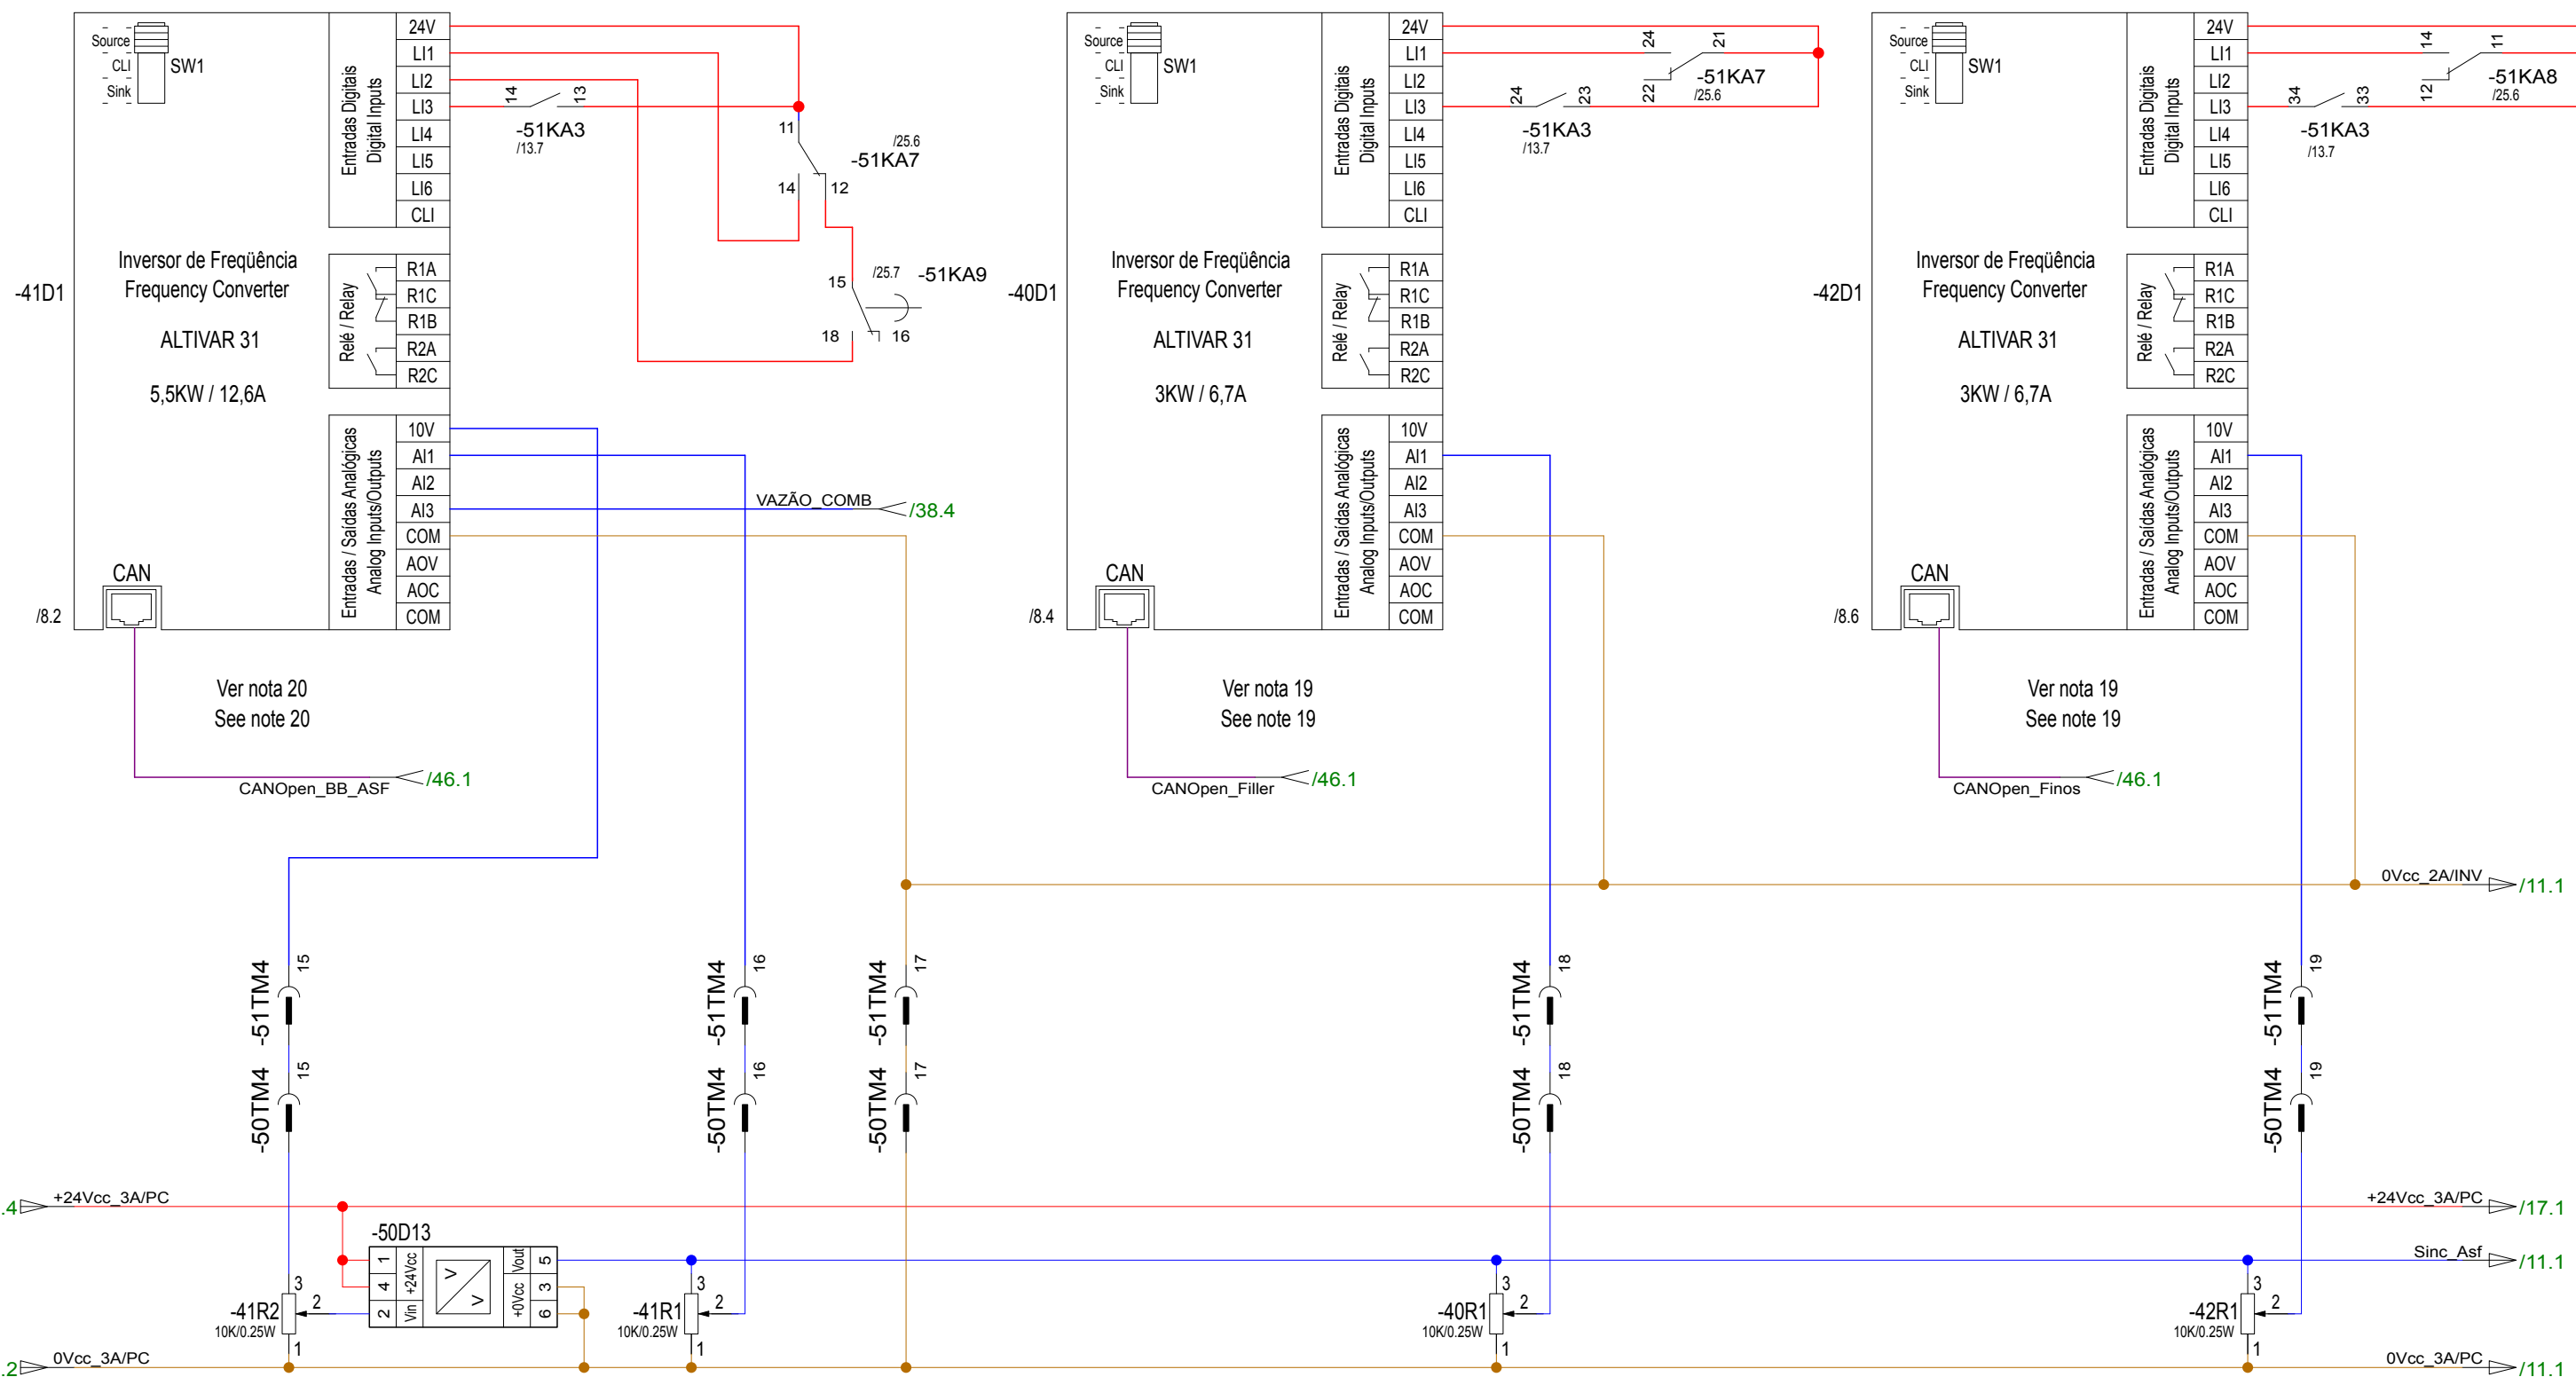 Source
CLI
Sink
SW1
Entradas Digitais
Digital Inputs
24V
LI1
LI2
LI3
LI4
LI5
LI6
CLI
14
13
-51KA3
/13.7
11
/25.6
-51KA7
14
12
15
/25.7
-51KA9
18
16
-41D1
Inversor de Freqüência
Frequency Converter
ALTIVAR 31
5,5KW / 12,6A
Relé / Relay
R1A
R1C
R1B
R2A
R2C
Entradas / Saídas Analógicas
Analog Inputs/Outputs
10V
AI1
AI2
AI3
COM
AOV
AOC
COM
VAZÃO_COMB
/38.4
CAN
/8.2
Ver nota 20
See note 20
CANOpen_BB_ASF
/46.1
Source
CLI
Sink
SW1
Entradas Digitais
Digital Inputs
24V
LI1
LI2
LI3
LI4
LI5
LI6
CLI
24
21
-51KA7
/25.6
22
24
23
-51KA3
/13.7
-40D1
Inversor de Freqüência
Frequency Converter
ALTIVAR 31
3KW / 6,7A
Relé / Relay
R1A
R1C
R1B
R2A
R2C
Entradas / Saídas Analógicas
Analog Inputs/Outputs
10V
AI1
AI2
AI3
COM
AOV
AOC
COM
CAN
/8.4
Ver nota 19
See note 19
CANOpen_Filler
/46.1
Source
CLI
Sink
SW1
Entradas Digitais
Digital Inputs
24V
LI1
LI2
LI3
LI4
LI5
LI6
CLI
14
11
-51KA8
/25.6
12
34
33
-51KA3
/13.7
-42D1
Inversor de Freqüência
Frequency Converter
ALTIVAR 31
3KW / 6,7A
Relé / Relay
R1A
R1C
R1B
R2A
R2C
Entradas / Saídas Analógicas
Analog Inputs/Outputs
10V
AI1
AI2
AI3
COM
AOV
AOC
COM
CAN
/8.6
Ver nota 19
See note 19
CANOpen_Finos
/46.1
0Vcc_2A/INV
/11.1
-51TM4
15
-51TM4
16
-51TM4
17
-51TM4
18
-51TM4
19
-50TM4
15
-50TM4
16
-50TM4
17
-50TM4
18
-50TM4
19
.4
+24Vcc_3A/PC
+24Vcc_3A/PC
/17.1
-50D13
1
4
2
+24Vcc
Vin
V
V
Vout
+0Vcc
5
3
6
Sinc_Asf
/11.1
-41R2
10K/0.25W
3
2
1
-41R1
10K/0.25W
3
2
1
-40R1
10K/0.25W
3
2
1
-42R1
10K/0.25W
3
2
1
.2
0Vcc_3A/PC
0Vcc_3A/PC
/11.1